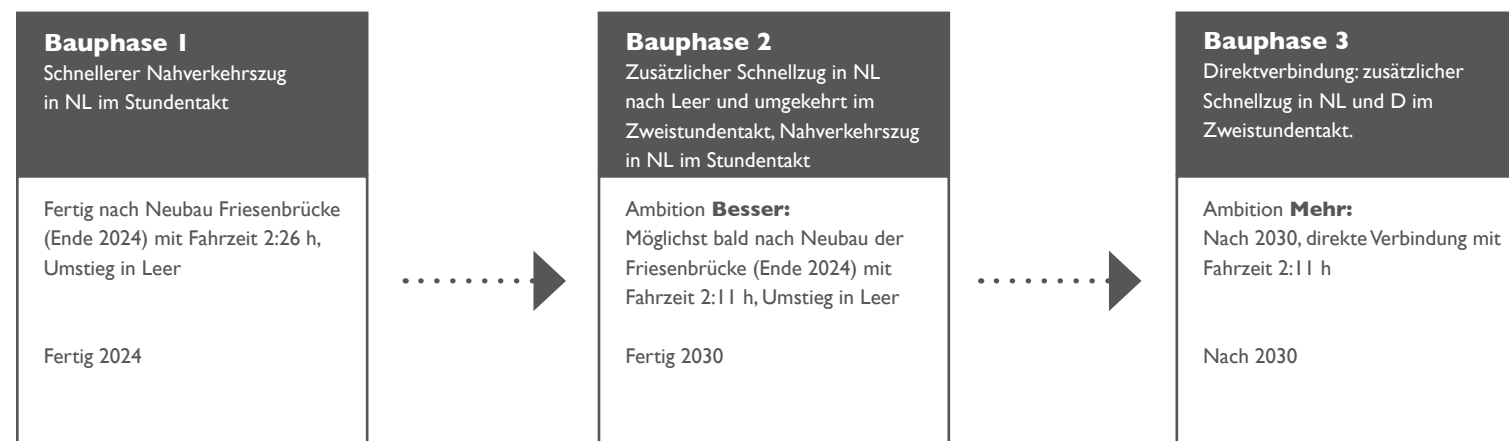 Bauphase 1
Schnellerer Nahverkehrszug
in NL im Stundentakt
Fertig nach Neubau Friesenbrücke
(Ende 2024) mit Fahrzeit 2:26 h,
Umstieg in Leer
Fertig 2024
Bauphase 2
Zusätzlicher Schnellzug in NL
nach Leer und umgekehrt im
Zweistundentakt, Nahverkehrszug
in NL im Stundentakt
Ambition Besser:
Möglichst bald nach Neubau der
Friesenbrücke (Ende 2024) mit
Fahrzeit 2:11 h, Umstieg in Leer
Fertig 2030
Bauphase 3
Direktverbindung: zusätzlicher
Schnellzug in NL und D im
Zweistundentakt.
Ambition Mehr:
Nach 2030, direkte Verbindung mit
Fahrzeit 2:11 h
Nach 2030